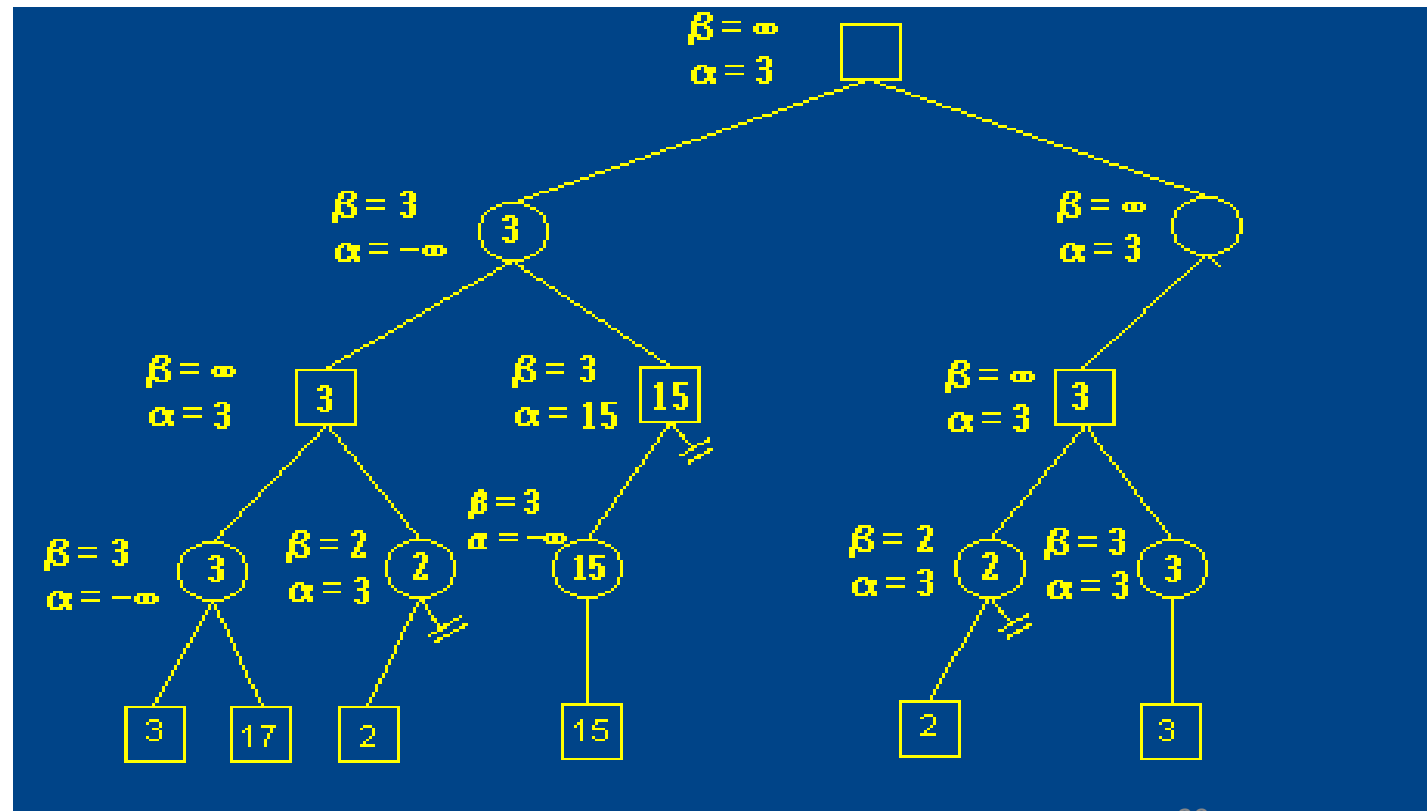 β = ∞
α = 3
β = 3
α = −∞
3
β = ∞
α = 3
β = ∞
α = 3
3
β = 3
α = 15
15
β = ∞
α = 3
3
β = 3
α = −∞
3
β = 2
α = 3
2
β = 3
α = −∞
15
β = 2
α = 3
2
β = 3
α = 3
3
3
17
2
15
2
3